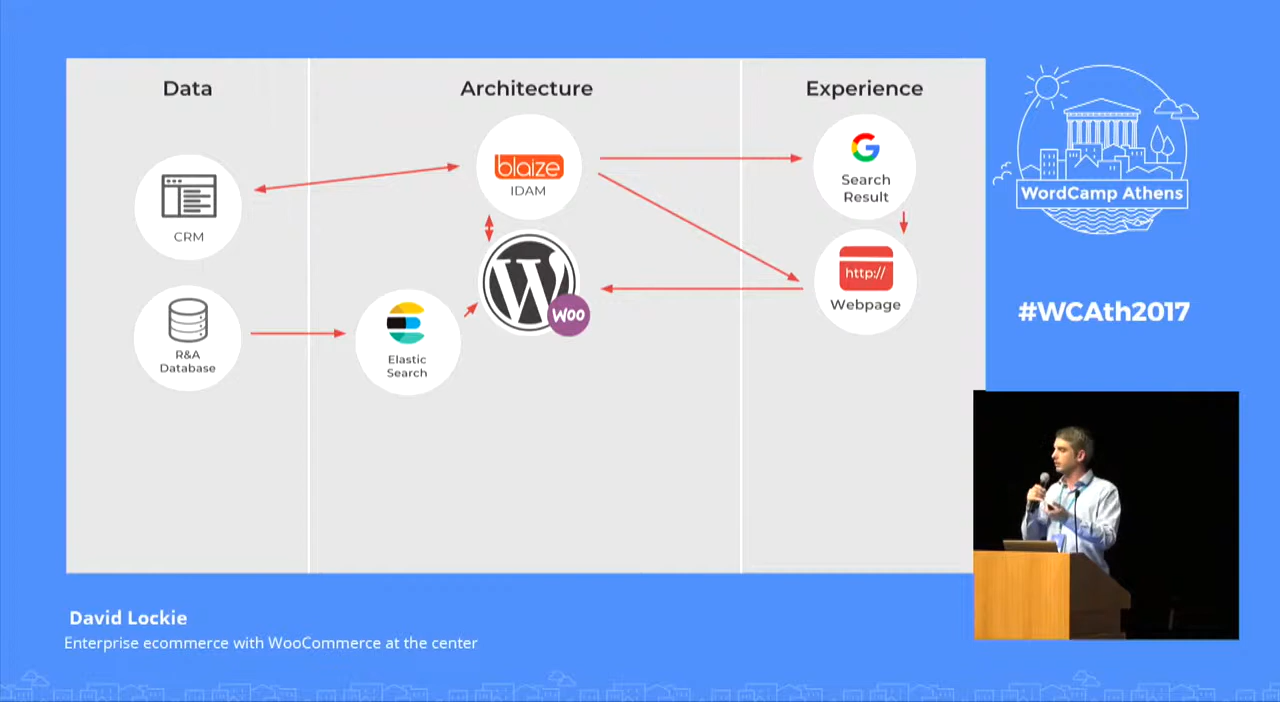 Data
Architecture
Experience
CRM
R&A
Database
blaize
IDAM
Woo
Elastic
Search
Search
Result
http://
Webpage
WordCamp Athens
#WCAth2017
David Lockie
Enterprise ecommerce with WooCommerce at the center